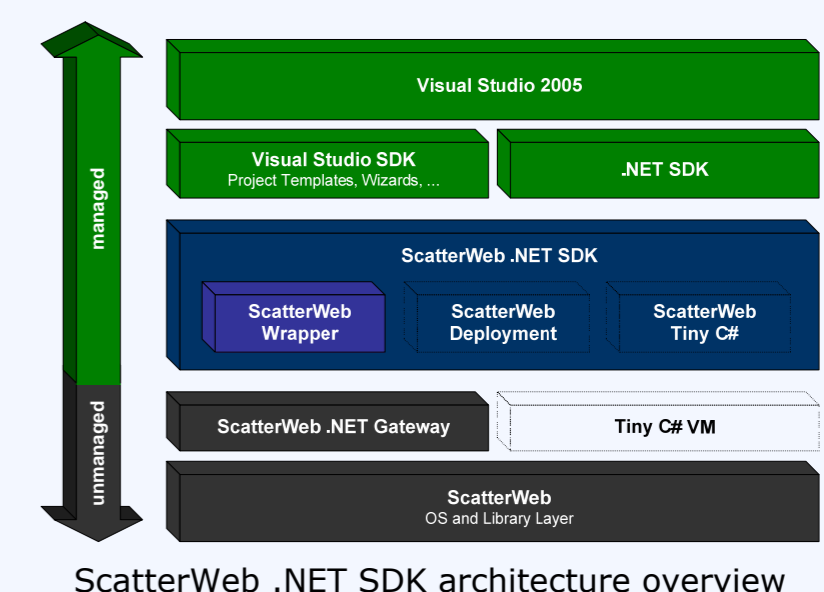 Visual Studio 2005
Visual Studio SDK
Project Templates, Wizards, ...
.NET SDK
managed
ScatterWeb .NET SDK
ScatterWeb
Wrapper
ScatterWeb
Deployment
ScatterWeb
Tiny C#
unmanaged
ScatterWeb .NET Gateway
Tiny C# VM
ScatterWeb
OS and Library Layer
ScatterWeb .NET SDK architecture overview